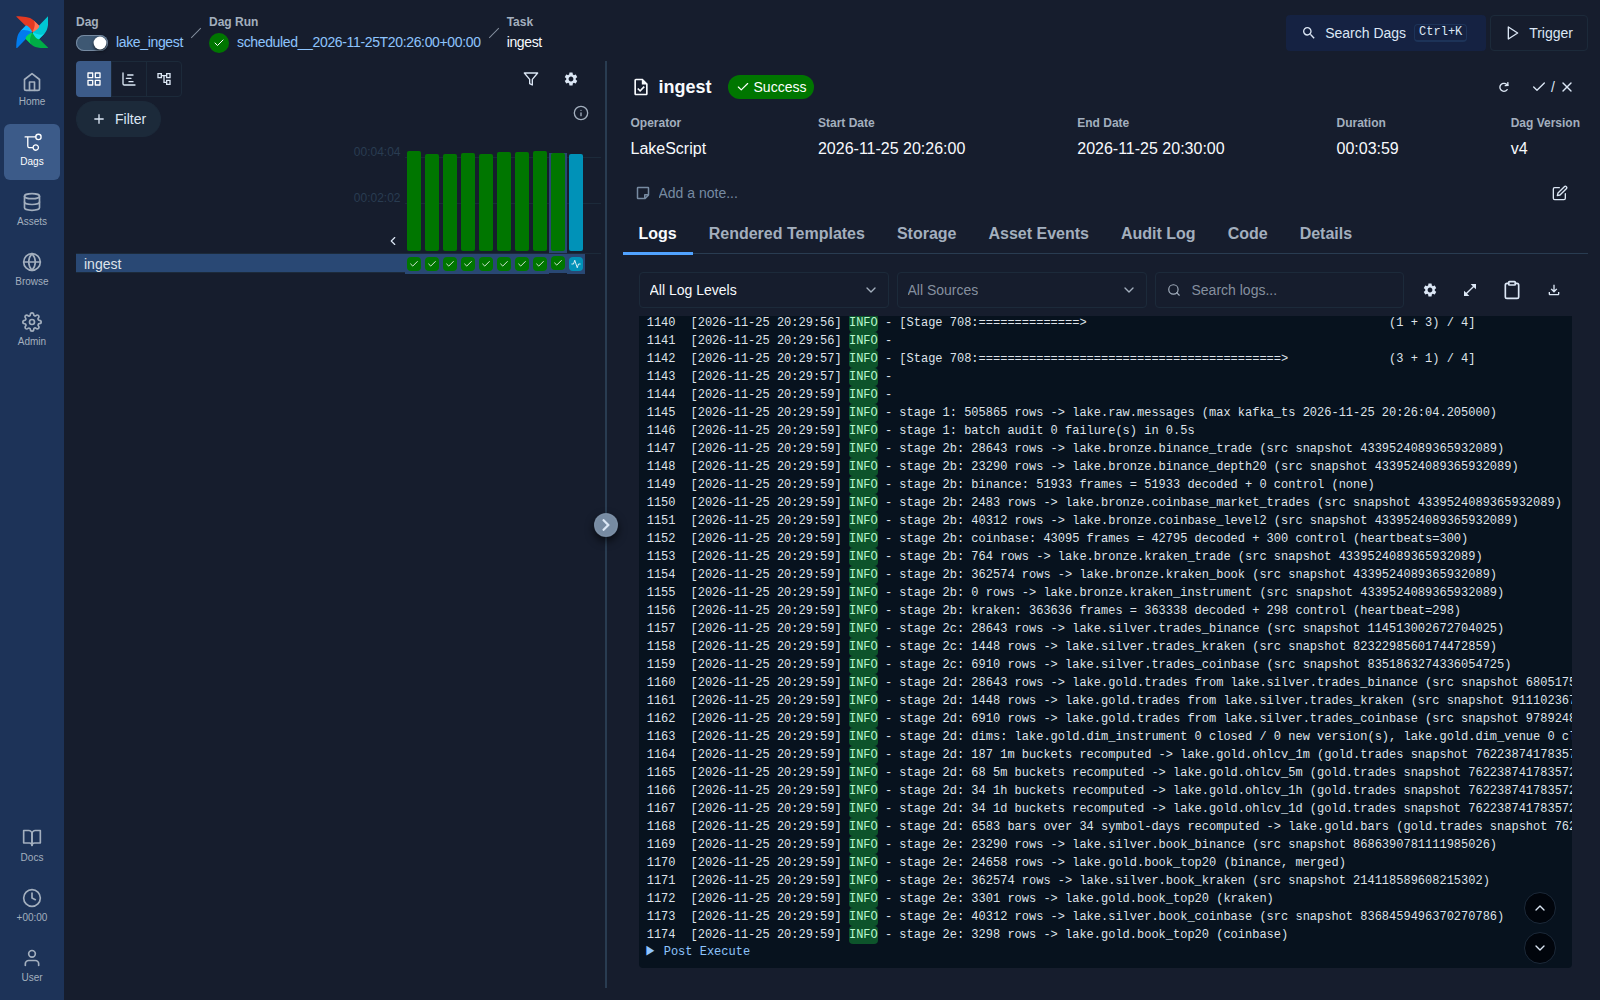 Dag
lake_ingest
Dag Run
scheduled__2026-11-25T20:26:00+00:00
Task
ingest
Search Dags
Ctrl+K
Trigger
Home
Dags
Assets
Browse
Admin
Docs
+00:00
User
Filter
00:04:04
00:02:02
ingest
ingest
Success
/
Operator
LakeScript
Start Date
2026-11-25 20:26:00
End Date
2026-11-25 20:30:00
Duration
00:03:59
Dag Version
v4
Add a note...
Logs
Rendered Templates
Storage
Asset Events
Audit Log
Code
Details
All Log Levels
All Sources
Search logs...
1140 [2026-11-25 20:29:56] INFO - [Stage 708:==============> (1 + 3) / 4]
1141 [2026-11-25 20:29:56] INFO -
1142 [2026-11-25 20:29:57] INFO - [Stage 708:==========================================> (3 + 1) / 4]
1143 [2026-11-25 20:29:57] INFO -
1144 [2026-11-25 20:29:59] INFO -
1145 [2026-11-25 20:29:59] INFO - stage 1: 505865 rows -> lake.raw.messages (max kafka_ts 2026-11-25 20:26:04.205000)
1146 [2026-11-25 20:29:59] INFO - stage 1: batch audit 0 failure(s) in 0.5s
1147 [2026-11-25 20:29:59] INFO - stage 2b: 28643 rows -> lake.bronze.binance_trade (src snapshot 4339524089365932089)
1148 [2026-11-25 20:29:59] INFO - stage 2b: 23290 rows -> lake.bronze.binance_depth20 (src snapshot 4339524089365932089)
1149 [2026-11-25 20:29:59] INFO - stage 2b: binance: 51933 frames = 51933 decoded + 0 control (none)
1150 [2026-11-25 20:29:59] INFO - stage 2b: 2483 rows -> lake.bronze.coinbase_market_trades (src snapshot 4339524089365932089)
1151 [2026-11-25 20:29:59] INFO - stage 2b: 40312 rows -> lake.bronze.coinbase_level2 (src snapshot 4339524089365932089)
1152 [2026-11-25 20:29:59] INFO - stage 2b: coinbase: 43095 frames = 42795 decoded + 300 control (heartbeats=300)
1153 [2026-11-25 20:29:59] INFO - stage 2b: 764 rows -> lake.bronze.kraken_trade (src snapshot 4339524089365932089)
1154 [2026-11-25 20:29:59] INFO - stage 2b: 362574 rows -> lake.bronze.kraken_book (src snapshot 4339524089365932089)
1155 [2026-11-25 20:29:59] INFO - stage 2b: 0 rows -> lake.bronze.kraken_instrument (src snapshot 4339524089365932089)
1156 [2026-11-25 20:29:59] INFO - stage 2b: kraken: 363636 frames = 363338 decoded + 298 control (heartbeat=298)
1157 [2026-11-25 20:29:59] INFO - stage 2c: 28643 rows -> lake.silver.trades_binance (src snapshot 114513002672704025)
1158 [2026-11-25 20:29:59] INFO - stage 2c: 1448 rows -> lake.silver.trades_kraken (src snapshot 8232298560174472859)
1159 [2026-11-25 20:29:59] INFO - stage 2c: 6910 rows -> lake.silver.trades_coinbase (src snapshot 8351863274336054725)
1160 [2026-11-25 20:29:59] INFO - stage 2d: 28643 rows -> lake.gold.trades from lake.silver.trades_binance (src snapshot 6805175
1161 [2026-11-25 20:29:59] INFO - stage 2d: 1448 rows -> lake.gold.trades from lake.silver.trades_kraken (src snapshot 911102367
1162 [2026-11-25 20:29:59] INFO - stage 2d: 6910 rows -> lake.gold.trades from lake.silver.trades_coinbase (src snapshot 9789248
1163 [2026-11-25 20:29:59] INFO - stage 2d: dims: lake.gold.dim_instrument 0 closed / 0 new version(s), lake.gold.dim_venue 0 cl
1164 [2026-11-25 20:29:59] INFO - stage 2d: 187 1m buckets recomputed -> lake.gold.ohlcv_1m (gold.trades snapshot 76223874178357
1165 [2026-11-25 20:29:59] INFO - stage 2d: 68 5m buckets recomputed -> lake.gold.ohlcv_5m (gold.trades snapshot 762238741783572
1166 [2026-11-25 20:29:59] INFO - stage 2d: 34 1h buckets recomputed -> lake.gold.ohlcv_1h (gold.trades snapshot 762238741783572
1167 [2026-11-25 20:29:59] INFO - stage 2d: 34 1d buckets recomputed -> lake.gold.ohlcv_1d (gold.trades snapshot 762238741783572
1168 [2026-11-25 20:29:59] INFO - stage 2d: 6583 bars over 34 symbol-days recomputed -> lake.gold.bars (gold.trades snapshot 762
1169 [2026-11-25 20:29:59] INFO - stage 2e: 23290 rows -> lake.silver.book_binance (src snapshot 8686390781111985026)
1170 [2026-11-25 20:29:59] INFO - stage 2e: 24658 rows -> lake.gold.book_top20 (binance, merged)
1171 [2026-11-25 20:29:59] INFO - stage 2e: 362574 rows -> lake.silver.book_kraken (src snapshot 214118589608215302)
1172 [2026-11-25 20:29:59] INFO - stage 2e: 3301 rows -> lake.gold.book_top20 (kraken)
1173 [2026-11-25 20:29:59] INFO - stage 2e: 40312 rows -> lake.silver.book_coinbase (src snapshot 8368459496370270786)
1174 [2026-11-25 20:29:59] INFO - stage 2e: 3298 rows -> lake.gold.book_top20 (coinbase)
Post Execute